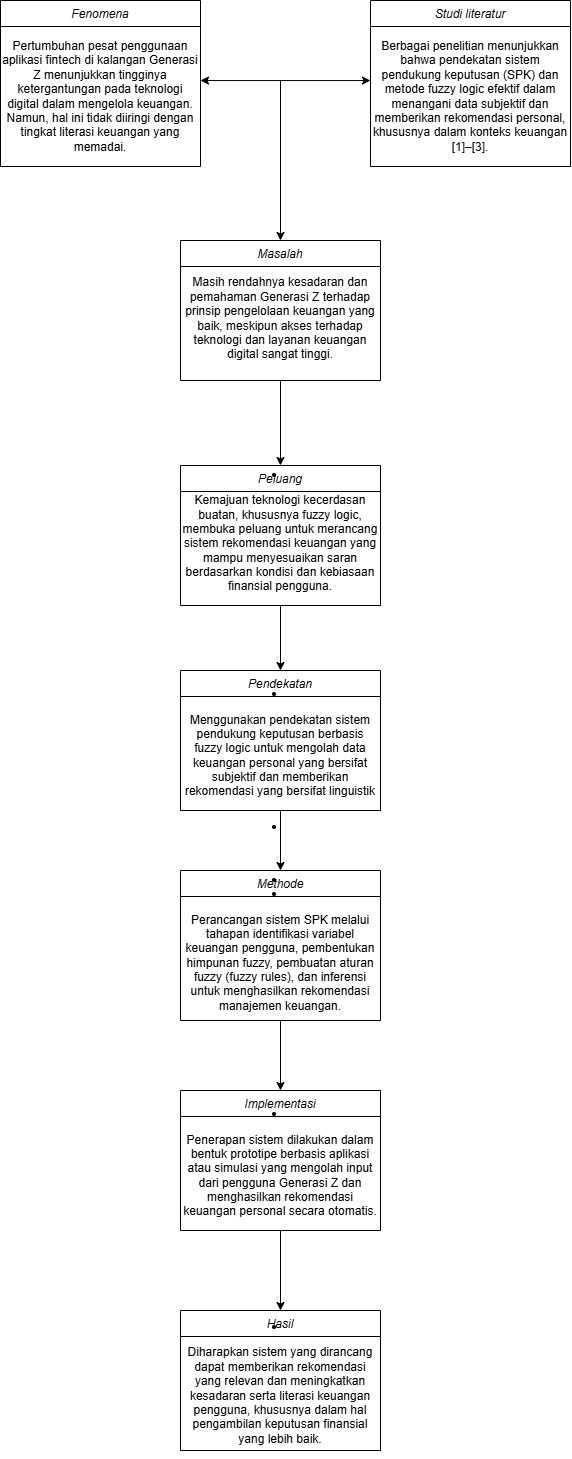 Fenomena
Pertumbuhan pesat penggunaan
aplikasi fintech di kalangan Generasi
Z menunjukkan tingginya
ketergantungan pada teknologi
digital dalam mengelola keuangan.
Namun, hal ini tidak diiringi dengan
tingkat literasi keuangan yang
memadai.
Studi literatur
Berbagai penelitian menunjukkan
bahwa pendekatan sistem
pendukung keputusan (SPK) dan
metode fuzzy logic efektif dalam
menangani data subjektif dan
memberikan rekomendasi personal,
khususnya dalam konteks keuangan
[1]–[3].
Masalah
Masih rendahnya kesadaran dan
pemahaman Generasi Z terhadap
prinsip pengelolaan keuangan yang
baik, meskipun akses terhadap
teknologi dan layanan keuangan
digital sangat tinggi.
Peluang
Kemajuan teknologi kecerdasan
buatan, khususnya fuzzy logic,
membuka peluang untuk merancang
sistem rekomendasi keuangan yang
mampu menyesuaikan saran
berdasarkan kondisi dan kebiasaan
finansial pengguna.
Pendekatan
Menggunakan pendekatan sistem
pendukung keputusan berbasis
fuzzy logic untuk mengolah data
keuangan personal yang bersifat
subjektif dan memberikan
rekomendasi yang bersifat linguistik
Methode
Perancangan sistem SPK melalui
tahapan identifikasi variabel
keuangan pengguna, pembentukan
himpunan fuzzy, pembuatan aturan
fuzzy (fuzzy rules), dan inferensi
untuk menghasilkan rekomendasi
manajemen keuangan.
Implementasi
Penerapan sistem dilakukan dalam
bentuk prototipe berbasis aplikasi
atau simulasi yang mengolah input
dari pengguna Generasi Z dan
menghasilkan rekomendasi
keuangan personal secara otomatis.
Hasil
Diharapkan sistem yang dirancang
dapat memberikan rekomendasi
yang relevan dan meningkatkan
kesadaran serta literasi keuangan
pengguna, khususnya dalam hal
pengambilan keputusan finansial
yang lebih baik.